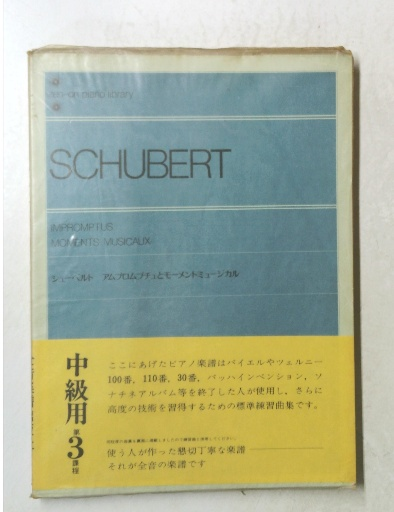 zen-on piano library
SCHUBERT
IMPROMPTUS
MOMENTS MUSICAUX
シューベルト アムプロムプチュとモーメントミュージカル
中級用
第3課程
ここにあげたピアノ楽譜はバイエルやツェルニー
100番，110番，30番，バッハインベンション，ソ
ナチネアルバム等を終了した人が使用し，さらに
高度の技術を習得するための標準練習曲集です。
使う人が作った懇切丁寧な楽譜
それが全音の楽譜です